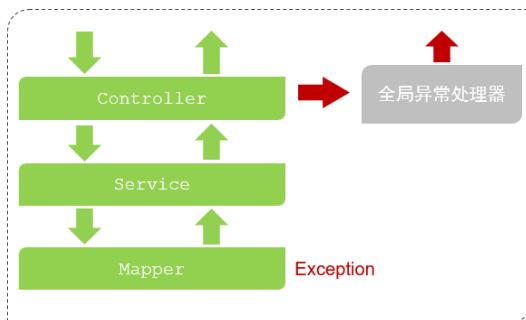 Controller
全局异常处理器
Service
Mapper
Exception